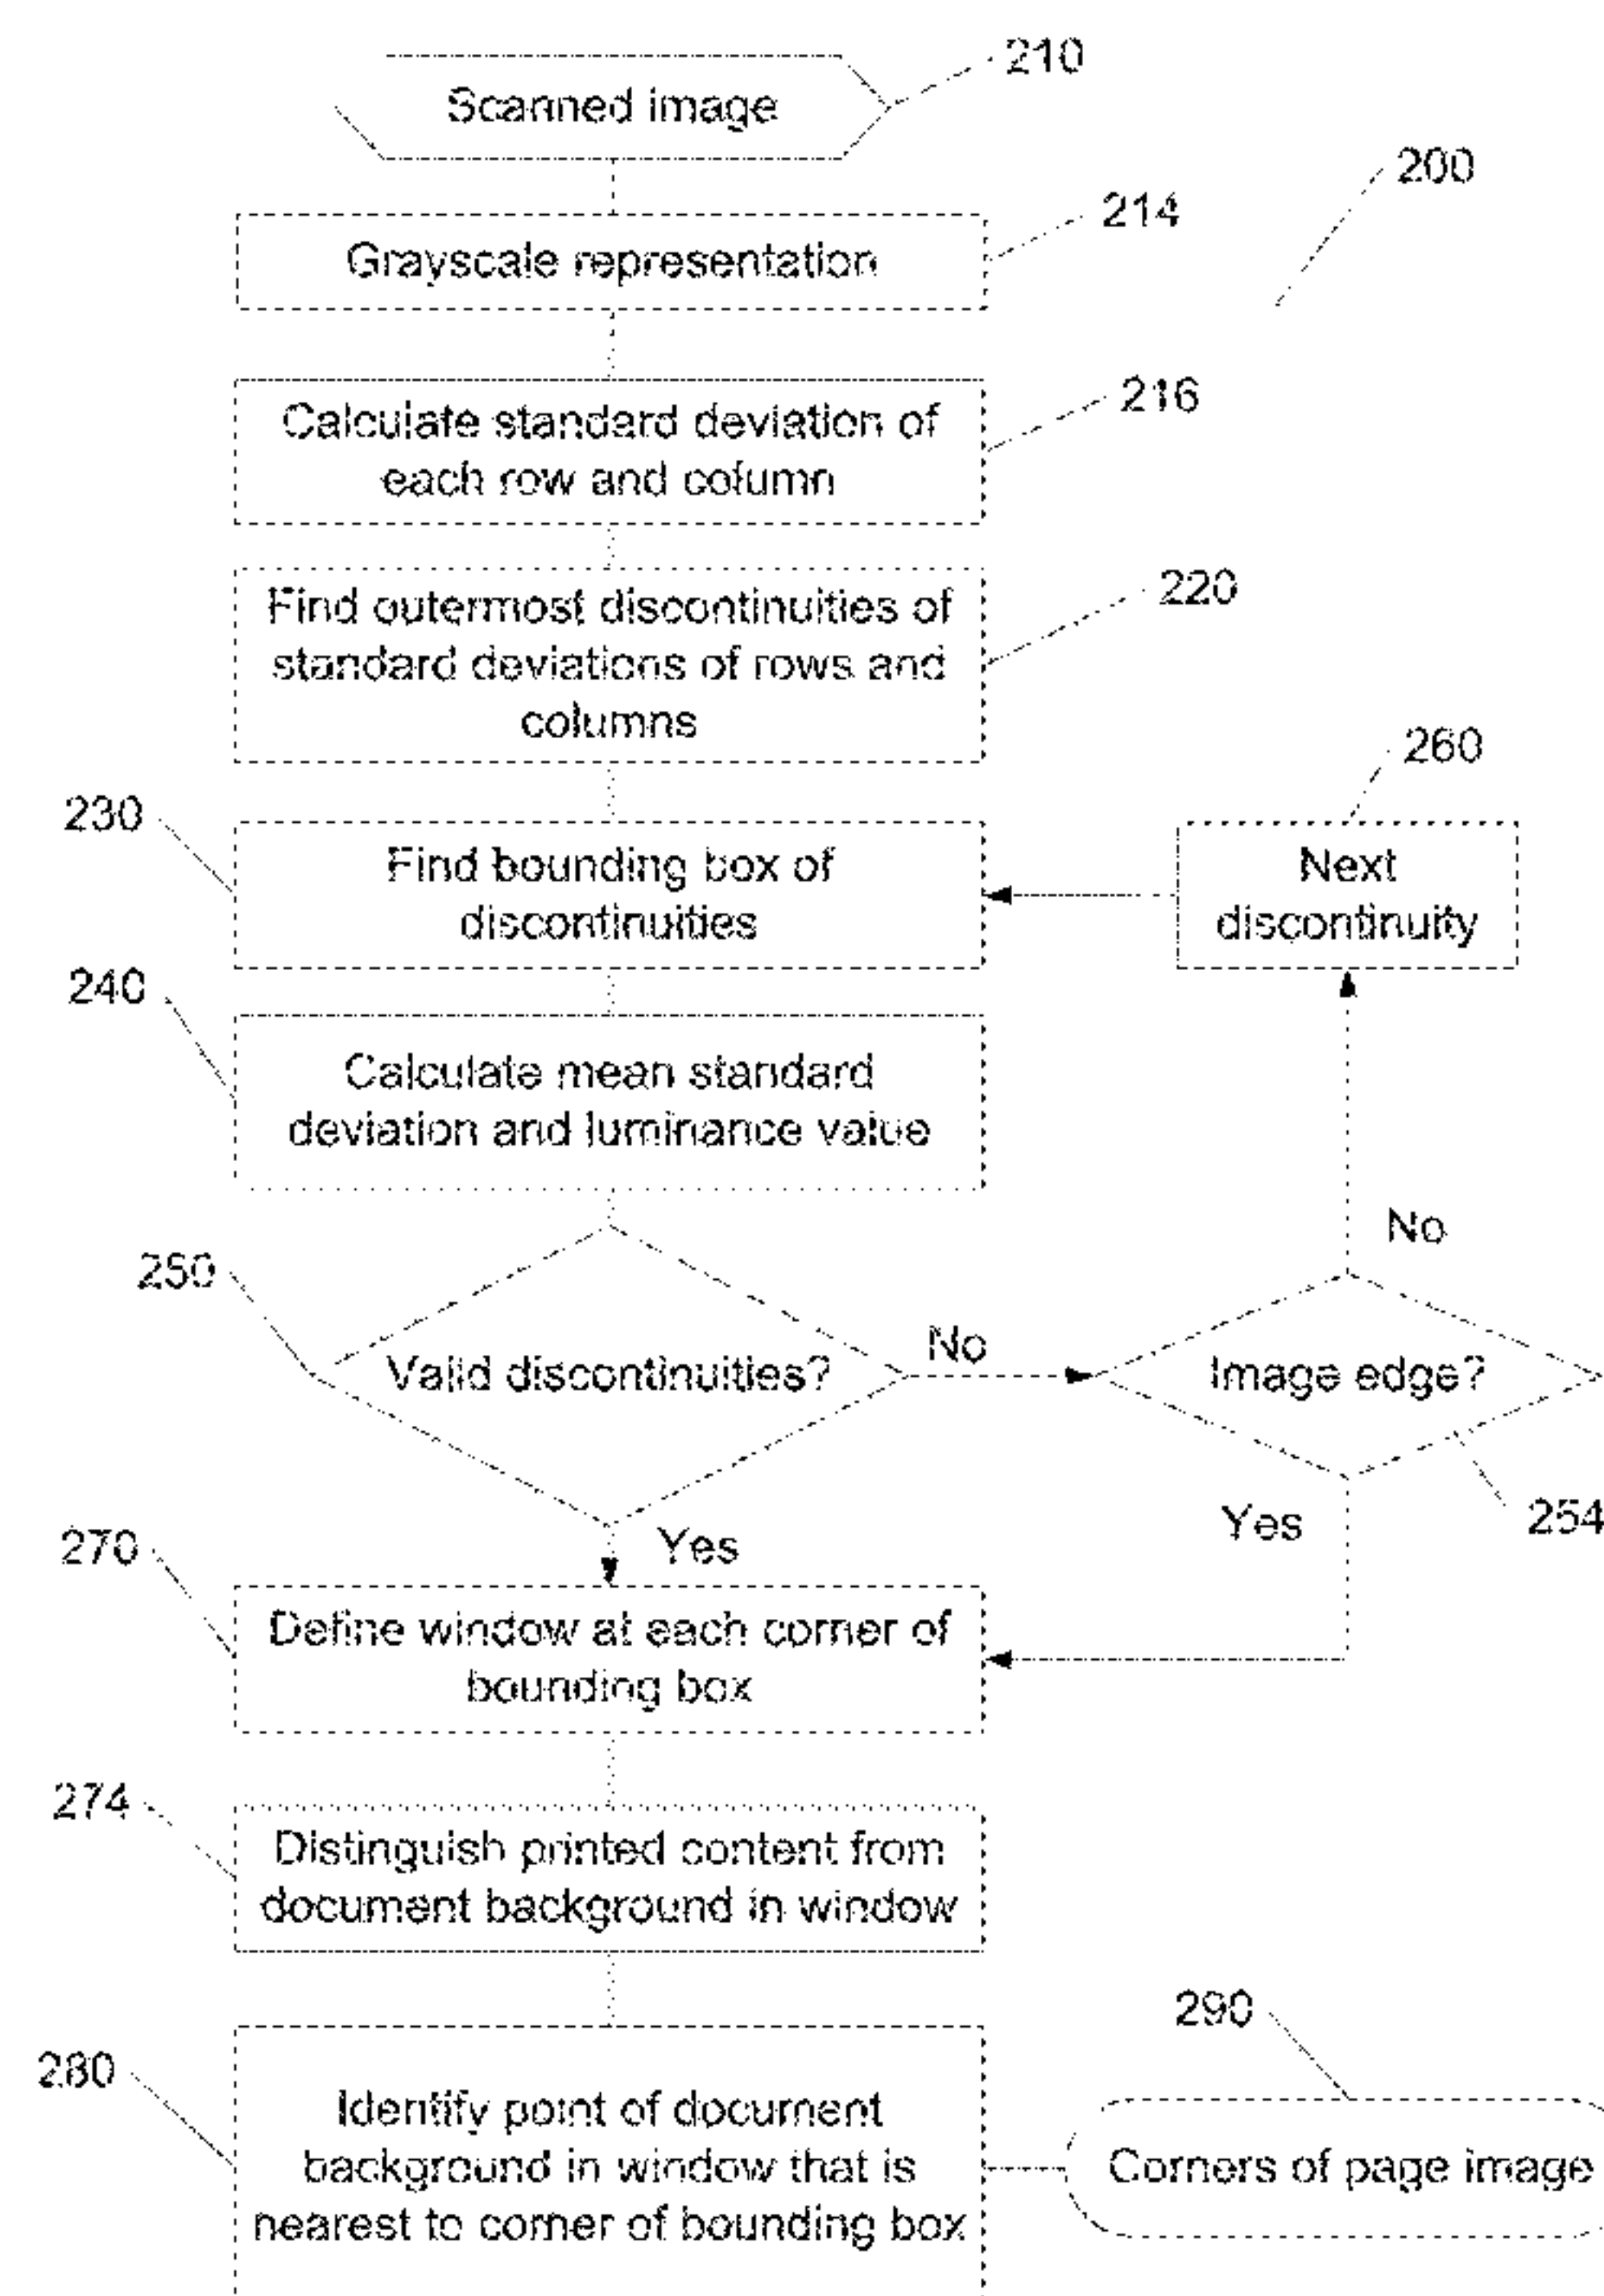 Scanned image
210
200
Grayscale representation
214
Calculate standard deviation of
each row and column
216
Find outermost discontinuities of
standard deviations of rows and
columns
220
230
Find bounding box of
discontinuities
260
Next
discontinuity
240
Calculate mean standard
deviation and luminance value
250
Valid discontinuities?
No
Image edge?
No
254
Yes
Yes
270
Define window at each corner of
bounding box
274
Distinguish printed content from
document background in window
280
Identify point of document
background in window that is
nearest to corner of bounding box
290
Corners of page image